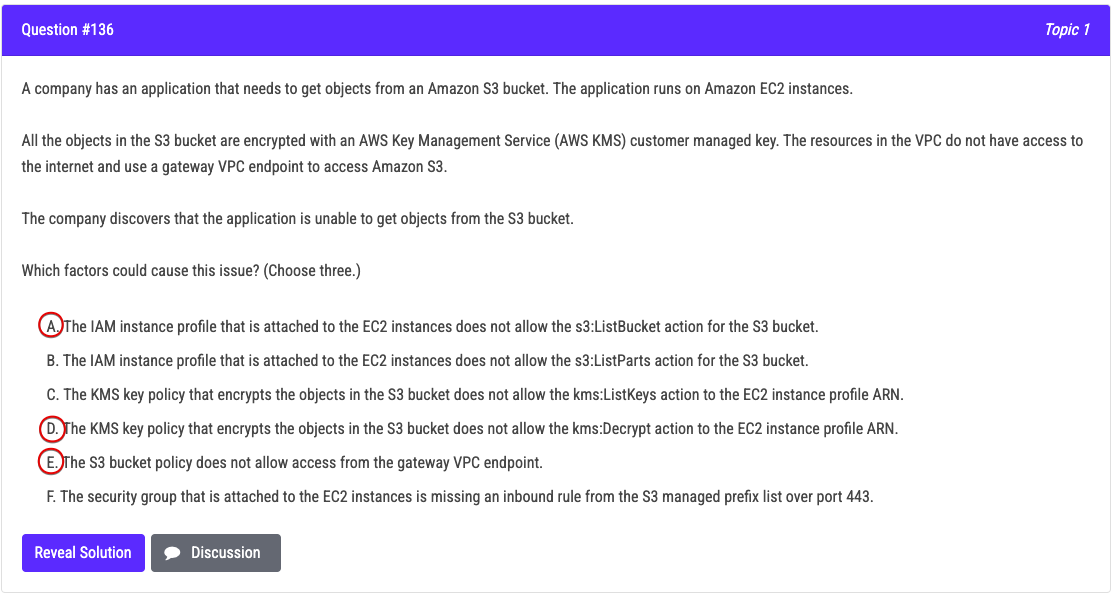 Question #136
Topic 1
A company has an application that needs to get objects from an Amazon S3 bucket. The application runs on Amazon EC2 instances.
All the objects in the S3 bucket are encrypted with an AWS Key Management Service (AWS KMS) customer managed key. The resources in the VPC do not have access to
the internet and use a gateway VPC endpoint to access Amazon S3.
The company discovers that the application is unable to get objects from the S3 bucket.
Which factors could cause this issue? (Choose three.)
A. The IAM instance profile that is attached to the EC2 instances does not allow the s3:ListBucket action for the S3 bucket.
B. The IAM instance profile that is attached to the EC2 instances does not allow the s3:ListParts action for the S3 bucket.
C. The KMS key policy that encrypts the objects in the S3 bucket does not allow the kms:ListKeys action to the EC2 instance profile ARN.
D. The KMS key policy that encrypts the objects in the S3 bucket does not allow the kms:Decrypt action to the EC2 instance profile ARN.
E. The S3 bucket policy does not allow access from the gateway VPC endpoint.
F. The security group that is attached to the EC2 instances is missing an inbound rule from the S3 managed prefix list over port 443.
Reveal Solution
Discussion